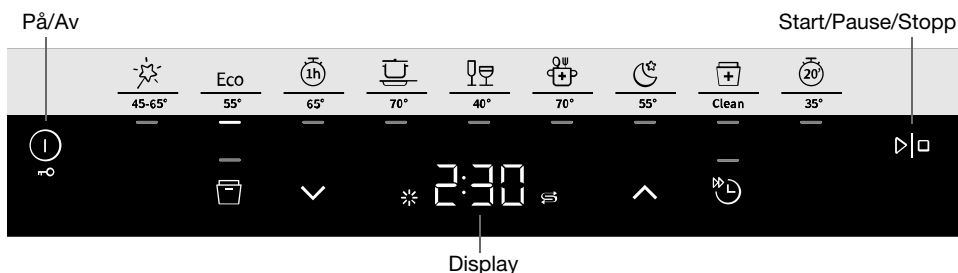 På/Av Start/Pause/Stopp
Eco 1h 20'
45-65° 55° 65° 70° 40° 70° 55° Clean 35°
2:30
Display